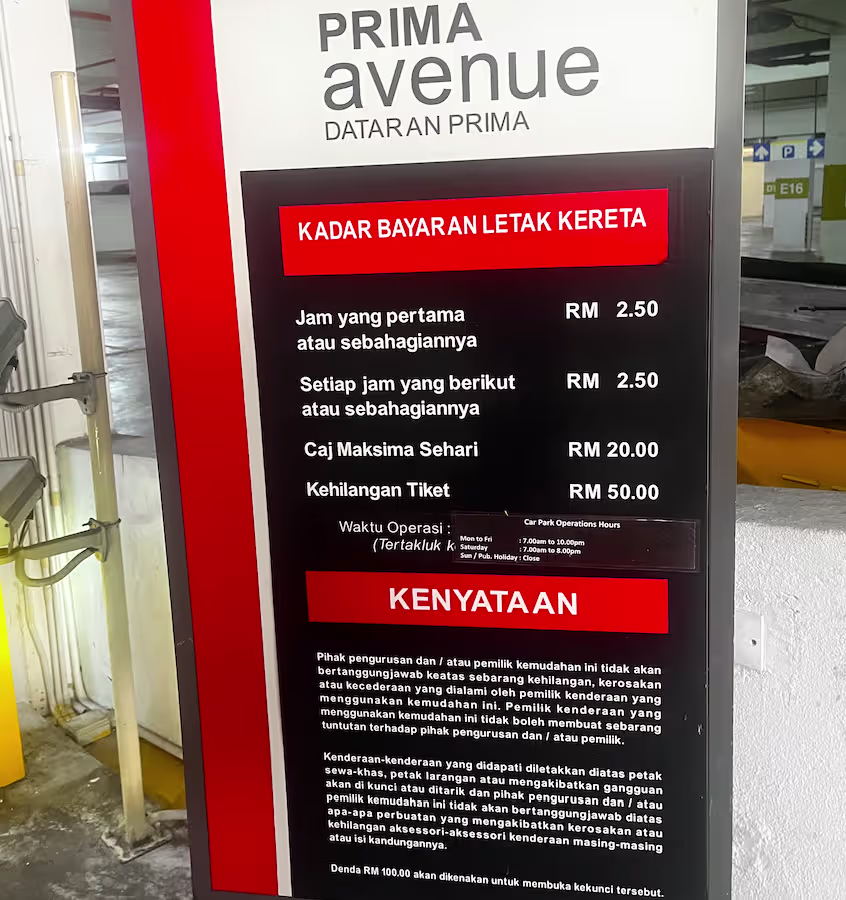 PRIMA
avenue
DATARAN PRIMA
KADAR BAYARAN LETAK KERETA
Jam yang pertama RM 2.50
atau sebahagiannya
Setiap jam yang berikut RM 2.50
atau sebahagiannya
Caj Maksima Sehari RM 20.00
Kehilangan Tiket RM 50.00
Waktu Operasi :
(Tertakluk
Car Park Operations Hours
Mon to Fri : 7.00am to 10.00pm
Saturday : 7.00am to 8.00pm
Sun / Pub. Holiday : Close
KENYATAAN
Pihak pengurusan dan / atau pemilik kemudahan ini tidak akan
bertanggungjawab keatas sebarang kehilangan, kerosakan
atau kecederaan yang dialami oleh pemilik kenderaan yang
menggunakan kemudahan ini. Pemilik kenderaan yang
menggunakan kemudahan ini tidak boleh membuat sebarang
tuntutan terhadap pihak pengurusan dan / atau pemilik.
Kenderaan-kenderaan yang didapati diletakkan diatas petak
sewa-khas, petak larangan atau mengakibatkan gangguan
akan di kunci atau ditarik dan pihak pengurusan dan / atau
pemilik kemudahan ini tidak akan bertanggungjawab diatas
apa-apa perbuatan yang mengakibatkan kerosakan atau
kehilangan aksessori-aksessori kenderaan masing-masing
atau isi kandungannya.
Denda RM 100.00 akan dikenakan untuk membuka kekunci tersebut.
P
E16